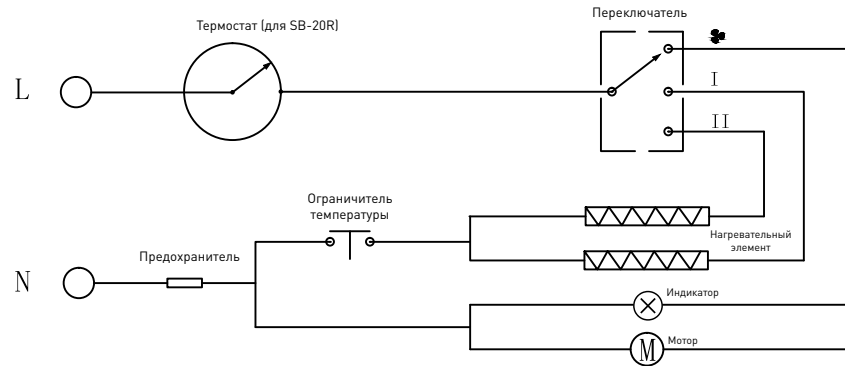 Термостат (для SB-20R)
Переключатель
L
I
II
Ограничитель
температуры
Нагревательный
элемент
Предохранитель
N
Индикатор
M
Мотор